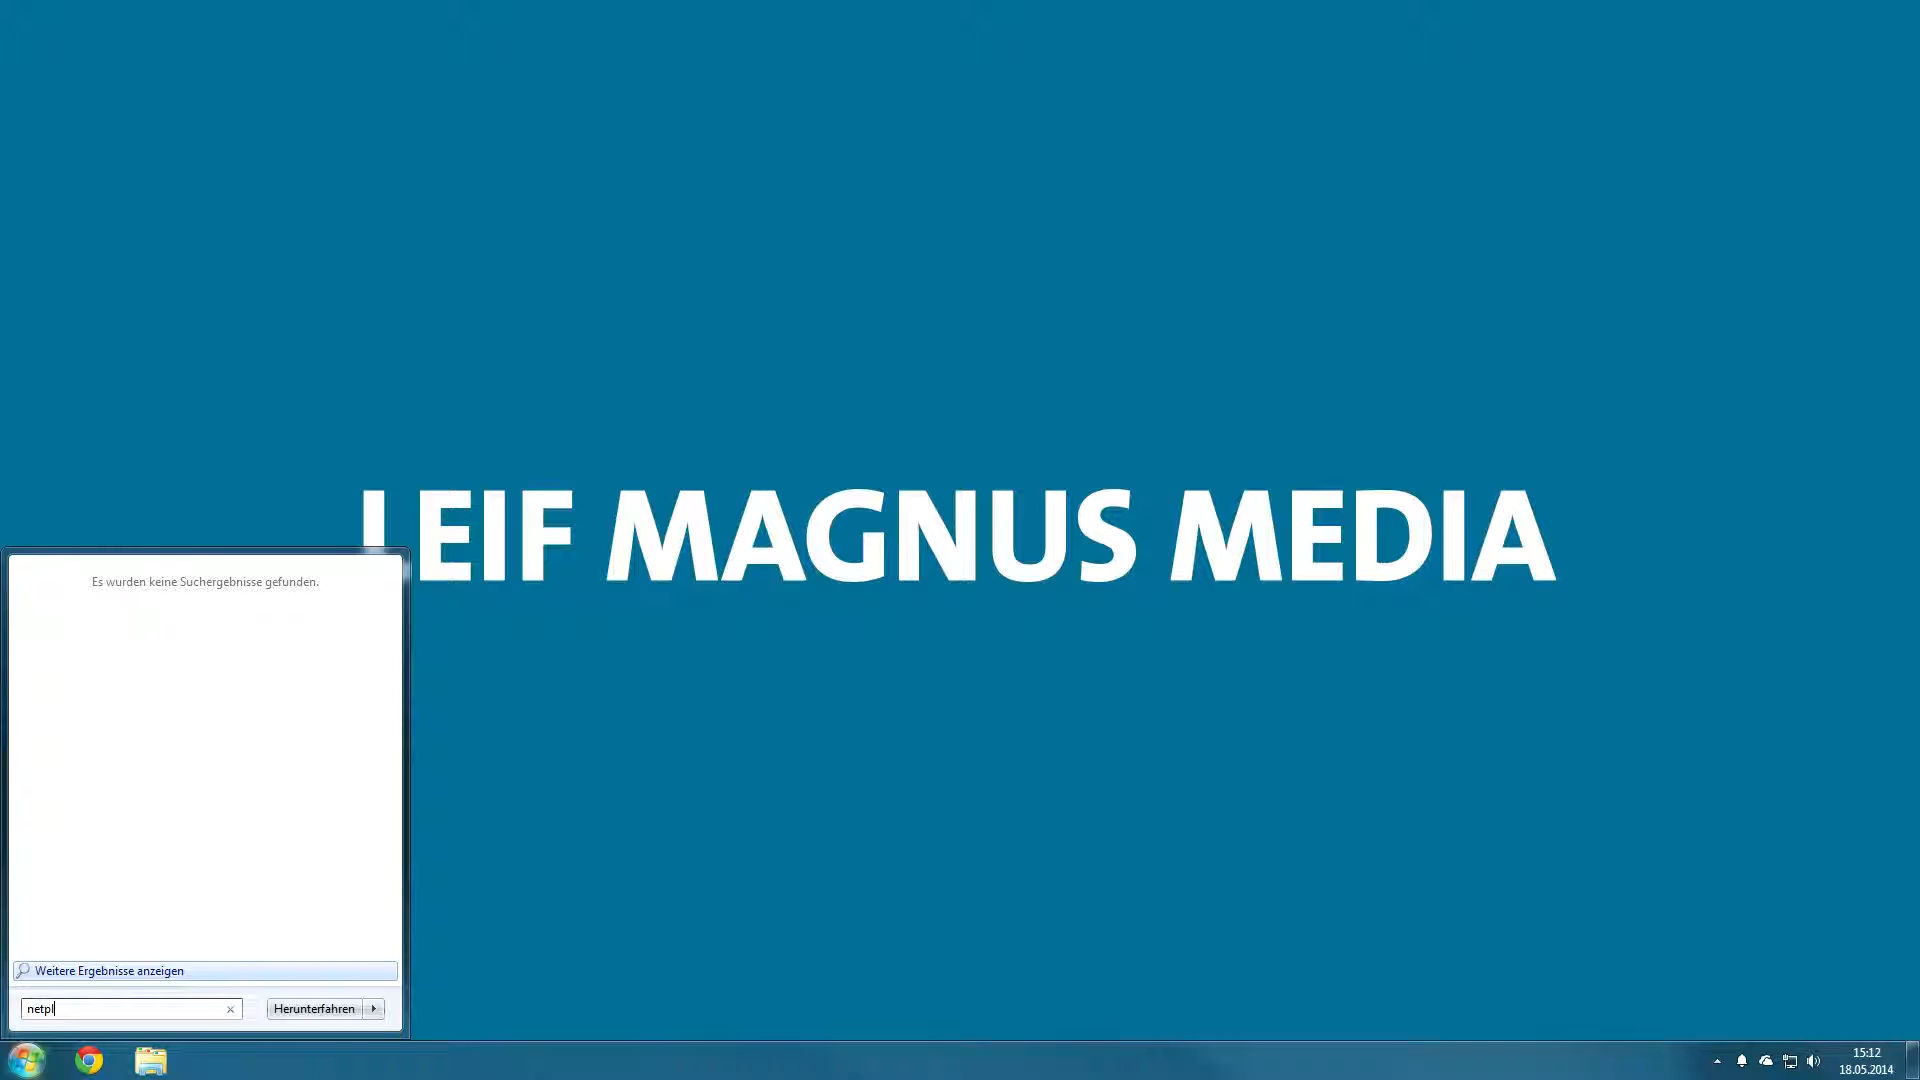 LEIF MAGNUS MEDIA
Es wurden keine Suchergebnisse gefunden.
Weitere Ergebnisse anzeigen
netpl
Herunterfahren
15:12
18.05.2014